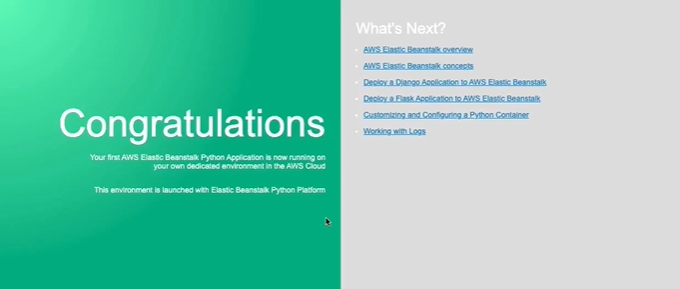 Congratulations
Your first AWS Elastic Beanstalk Python Application is now running on
your own dedicated environment in the AWS Cloud
This environment is launched with Elastic Beanstalk Python Platform
What's Next?
AWS Elastic Beanstalk overview
AWS Elastic Beanstalk concepts
Deploy a Django Application to AWS Elastic Beanstalk
Deploy a Flask Application to AWS Elastic Beanstalk
Customizing and Configuring a Python Container
Working with Logs